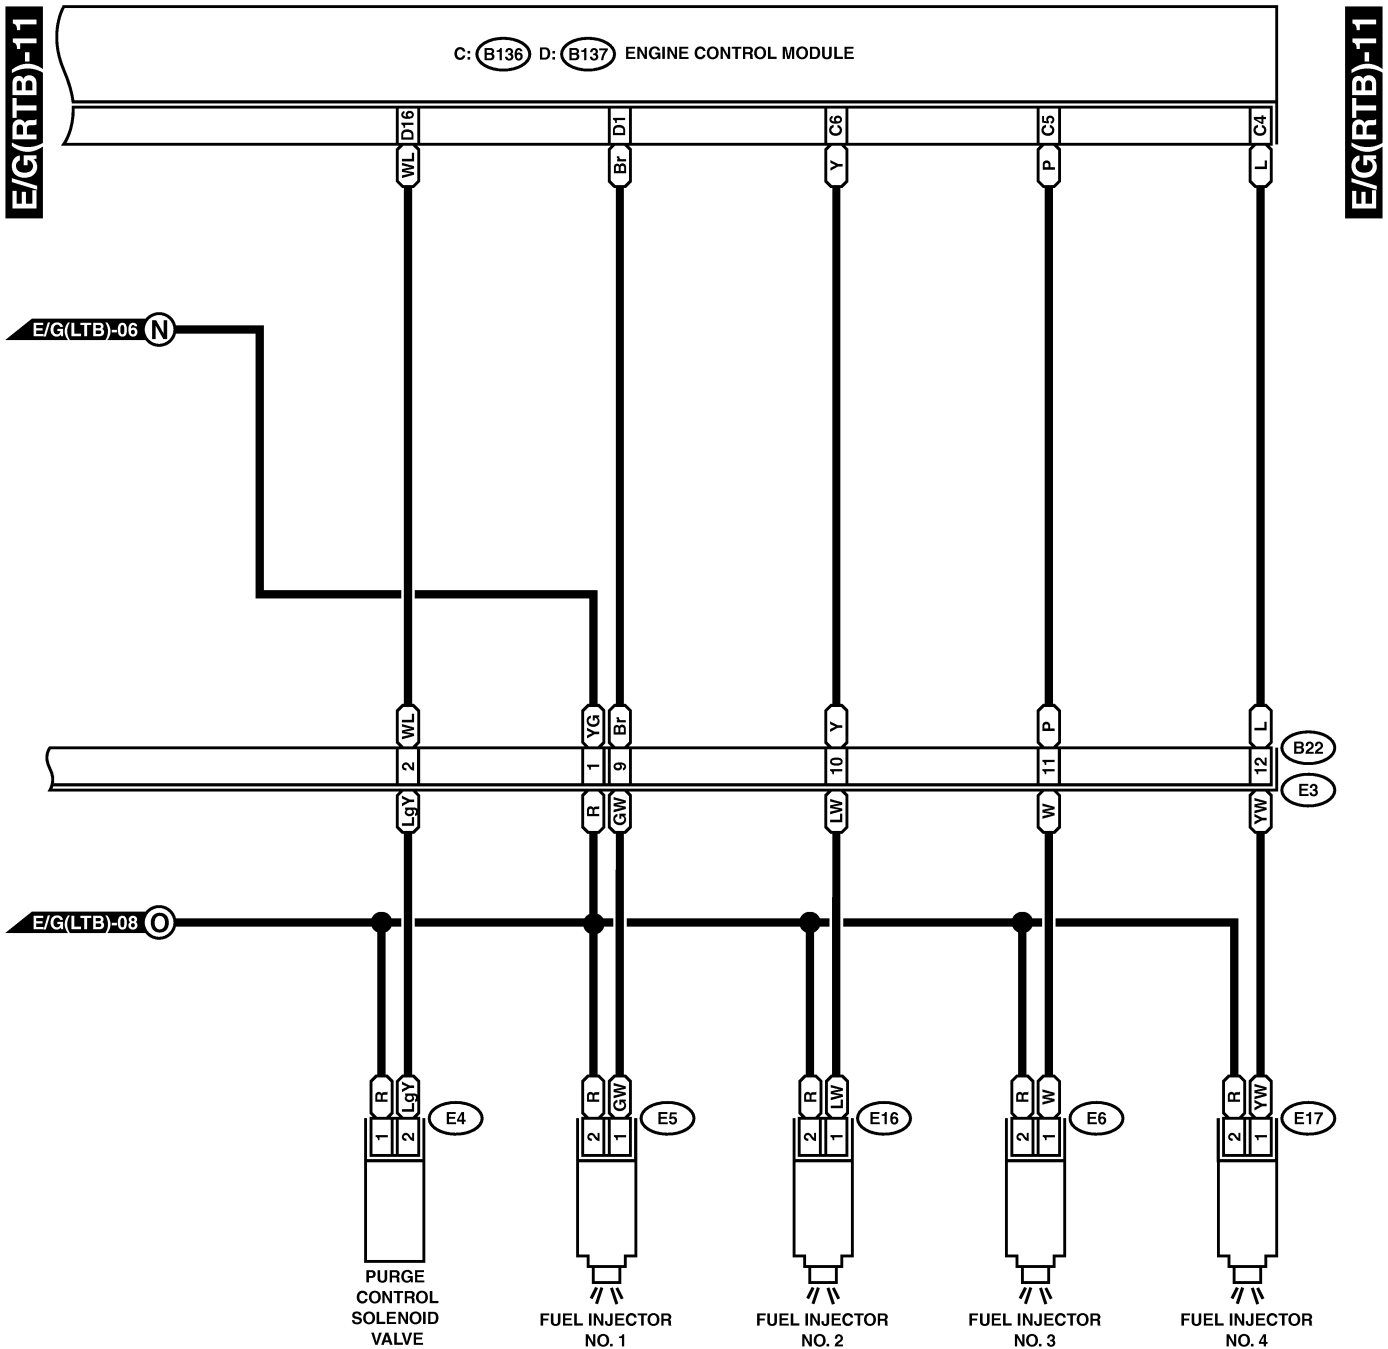 E/G(RTB)-11
E/G(RTB)-11
C: B136 D: B137 ENGINE CONTROL MODULE
D16 D1 C6 C5 C4
WL Br Y P L
E/G(LTB)-06 N
WL YG Br Y P L
B22
2 1 9 10 11 12
E3
LgY R GW LW W YW
E/G(LTB)-08 O
R LgY R GW R LW R W R YW
E4 E5 E16 E6 E17
1 2 2 1 2 1 2 1 2 1
PURGE
CONTROL
SOLENOID
VALVE
FUEL INJECTOR
NO. 1
FUEL INJECTOR
NO. 2
FUEL INJECTOR
NO. 3
FUEL INJECTOR
NO. 4